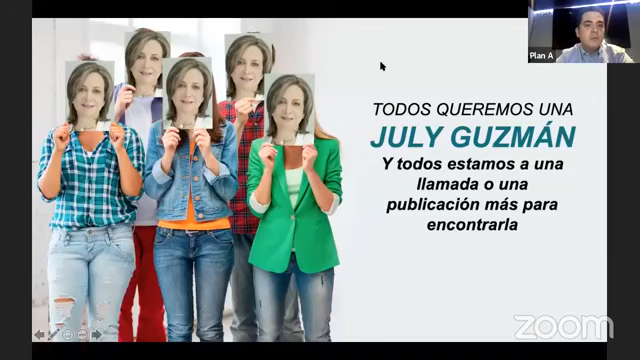 Plan A
TODOS QUEREMOS UNA
JULY GUZMÁN
Y todos estamos a una
llamada o una
publicación más para
encontrarla
zoom